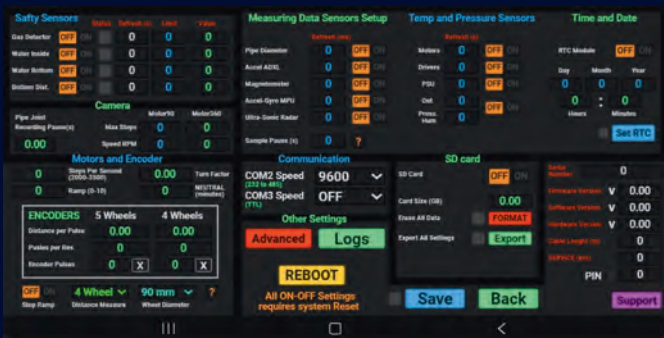 Safty Sensors
Status Refresh (s) Limit Value
Gas Detector OFF ON 0 0 0
Water Inside OFF ON 0 0 0
Water Bottom OFF ON 0 0 0
Bottom Dist. OFF ON 0 0 0
Camera
Motor90 Motor360
Pipe Joint
Recording Pause(s)
Max Steps 0 0
0.00
Speed RPM 0 0
Measuring Data Sensors Setup
Refresh (ms)
Pipe Diameter 0 OFF ON
Accel ADXL 0 OFF ON
Magnetometer 0 OFF ON
Accel-Gyro MPU 0 OFF ON
Ultra-Sonic Radar 0 OFF ON
Sample Pause (s) 0 ?
Temp and Pressure Sensors
Refresh (s)
Motors 0 OFF ON
Drivers 0 OFF ON
PSU 0 OFF ON
Out 0
OFF ON
Press.
Hum 0
Time and Date
RTC Module OFF ON
Day Month Year
0 0 0
0 : 0
Hours Minutes
Set RTC
Motors and Encoder
0 Steps Per Second
(2000-3500)
0.00 Turn Factor
0 Ramp (0-10) 0 NEUTRAL
(minutes)
ENCODERS 5 Wheels 4 Wheels
Distance per Pulse 0.00 0.00
Pulses per Rev. 0 0
Encoder Pulses 0 X 0 X
OFF ON 4 Wheel 90 mm ?
Stop Ramp Distance Measure Wheel Diameter
Communication
COM2 Speed 9600
(232 to 485)
COM3 Speed OFF
(TTL)
Other Settings
Advanced Logs
REBOOT
All ON-OFF Settings
requires system Reset
SD card
SD Card OFF ON
Card Size (GB) 0.00
Erase All Data FORMAT
Export All Settings Export
Save Back
Serial
Number 0
Firmware Version V 0.00
Software Version V 0.00
Hardware Version V 0.00
Cable Lenght (m) 0
SERVICE (km) 0
PIN 0
Support